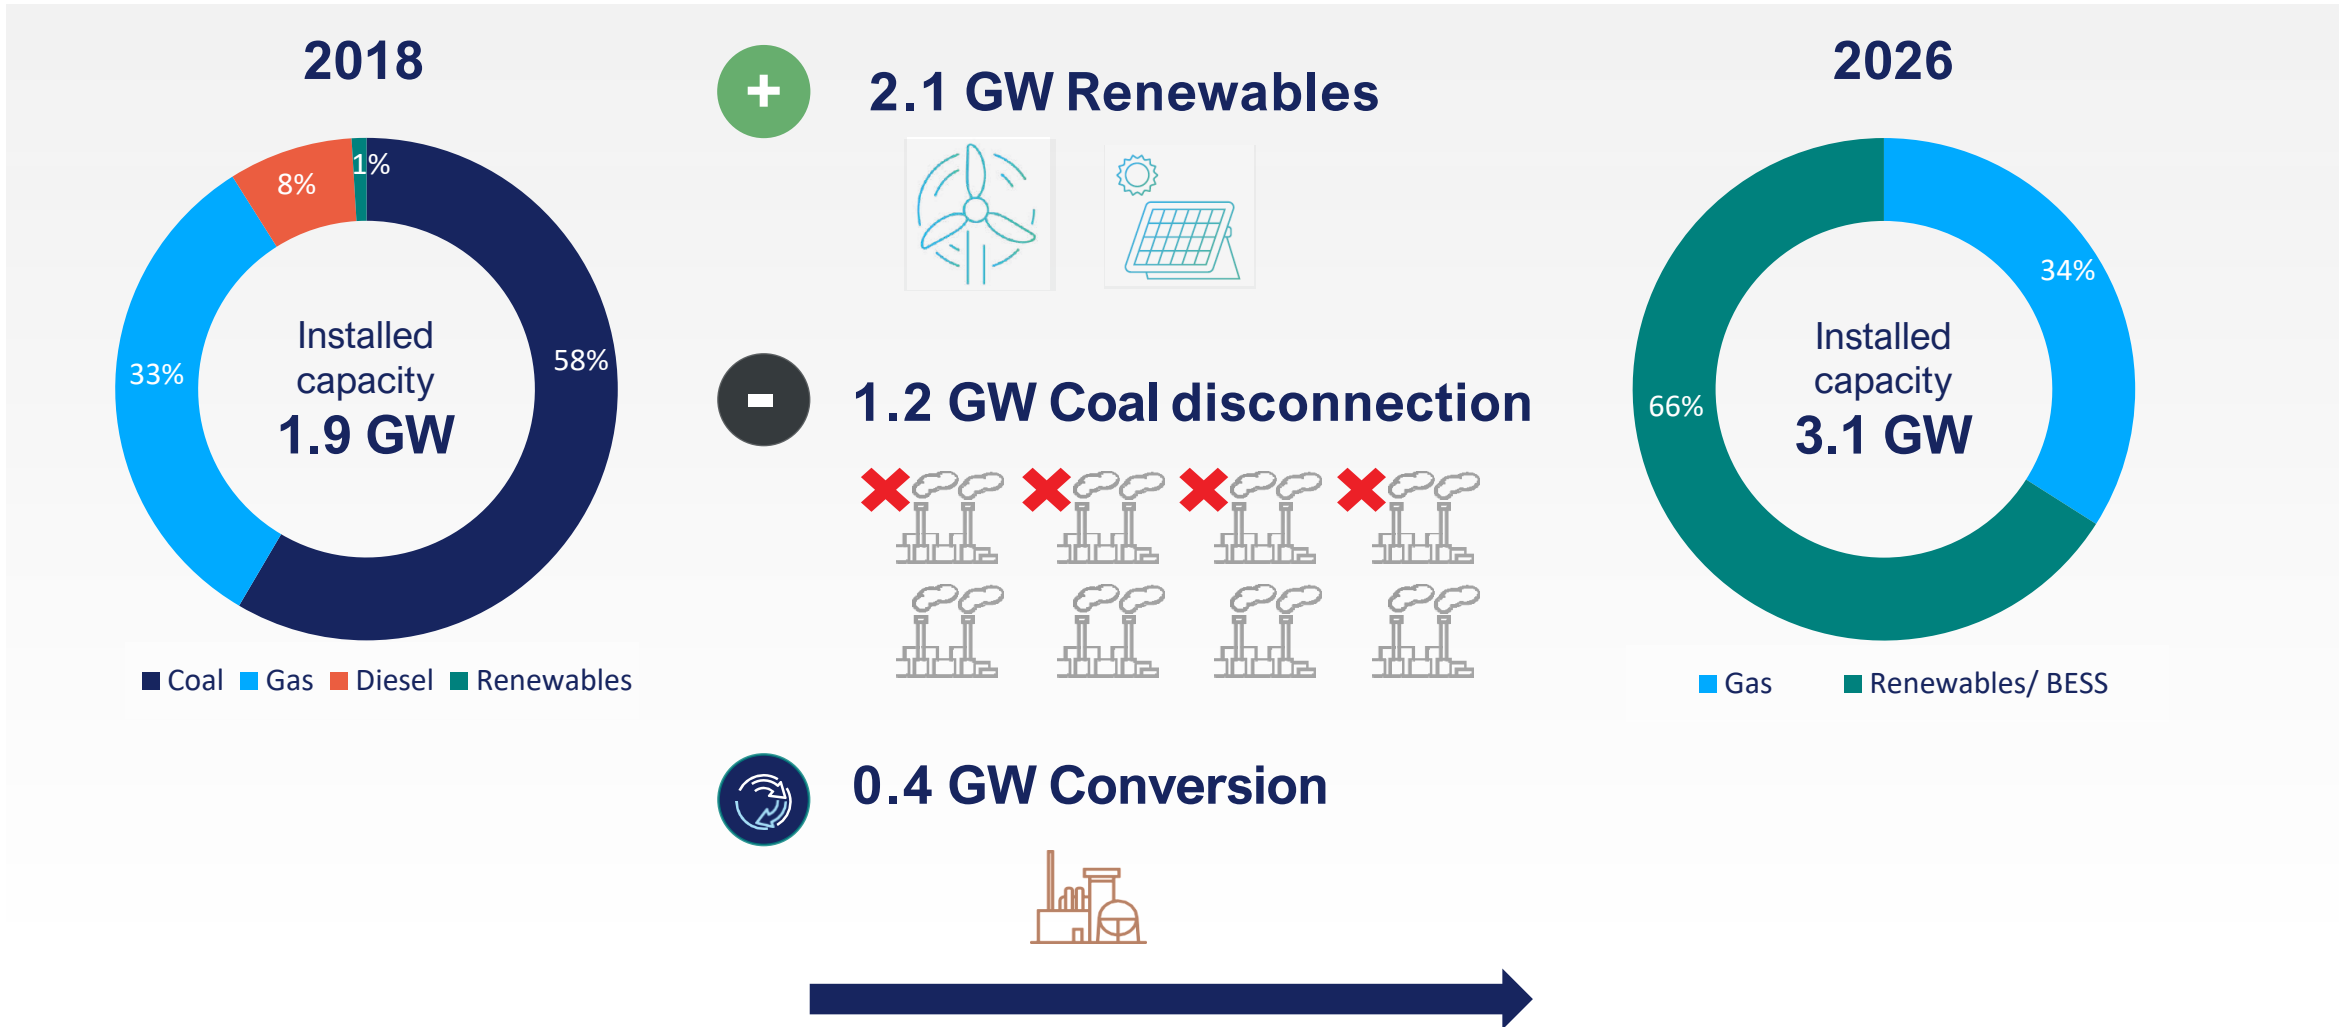 2018
1%
8%
33%
58%
Installed
capacity
1.9 GW
Coal Gas Diesel Renewables
+
2.1 GW Renewables
-
1.2 GW Coal disconnection
0.4 GW Conversion
2026
34%
66%
Installed
capacity
3.1 GW
Gas Renewables/ BESS